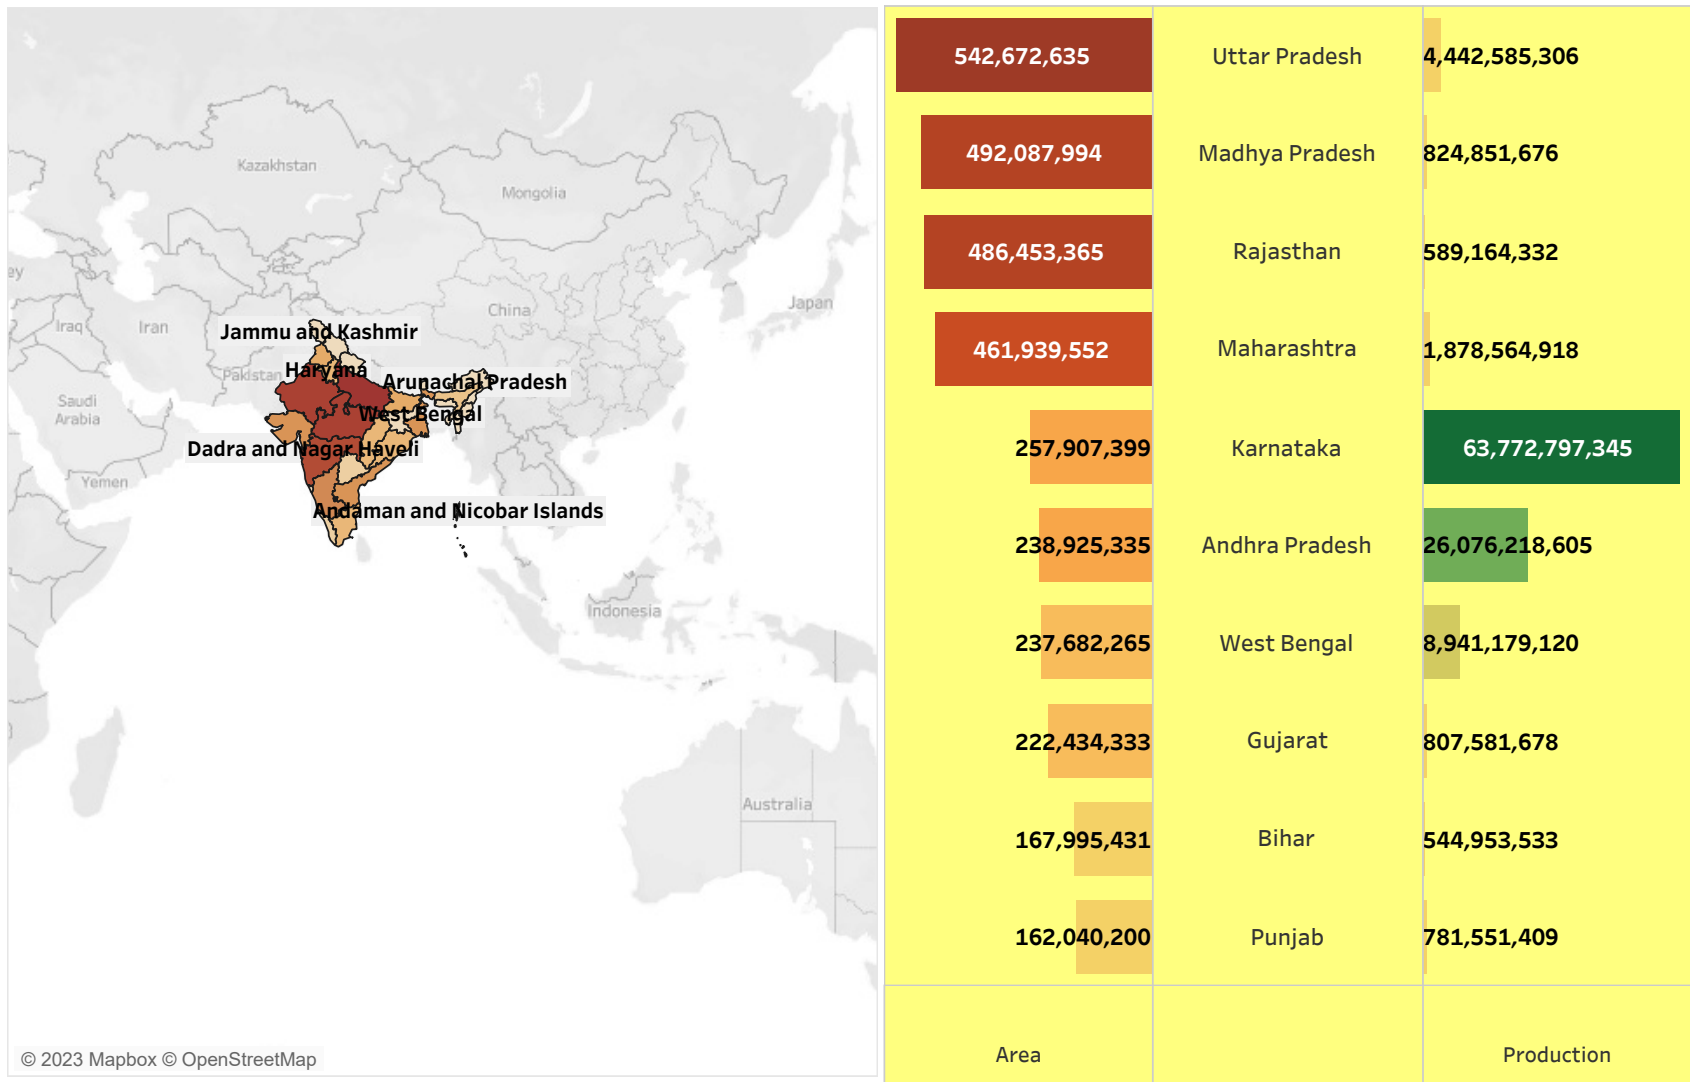 Kazakhstan
Mongolia
ey
Iraq
Iran
China
Japan
Jammu and Kashmir
Haryana
Pakistan
Arunachal Pradesh
Saudi
Arabia
West Bengal
Dadra and Nagar Haveli
Yemen
Andaman and Nicobar Islands
Indonesia
Australia
© 2023 Mapbox © OpenStreetMap
542,672,635 Uttar Pradesh 4,442,585,306
492,087,994 Madhya Pradesh 824,851,676
486,453,365 Rajasthan 589,164,332
461,939,552 Maharashtra 1,878,564,918
257,907,399 Karnataka 63,772,797,345
238,925,335 Andhra Pradesh 26,076,218,605
237,682,265 West Bengal 8,941,179,120
222,434,333 Gujarat 807,581,678
167,995,431 Bihar 544,953,533
162,040,200 Punjab 781,551,409
Area Production